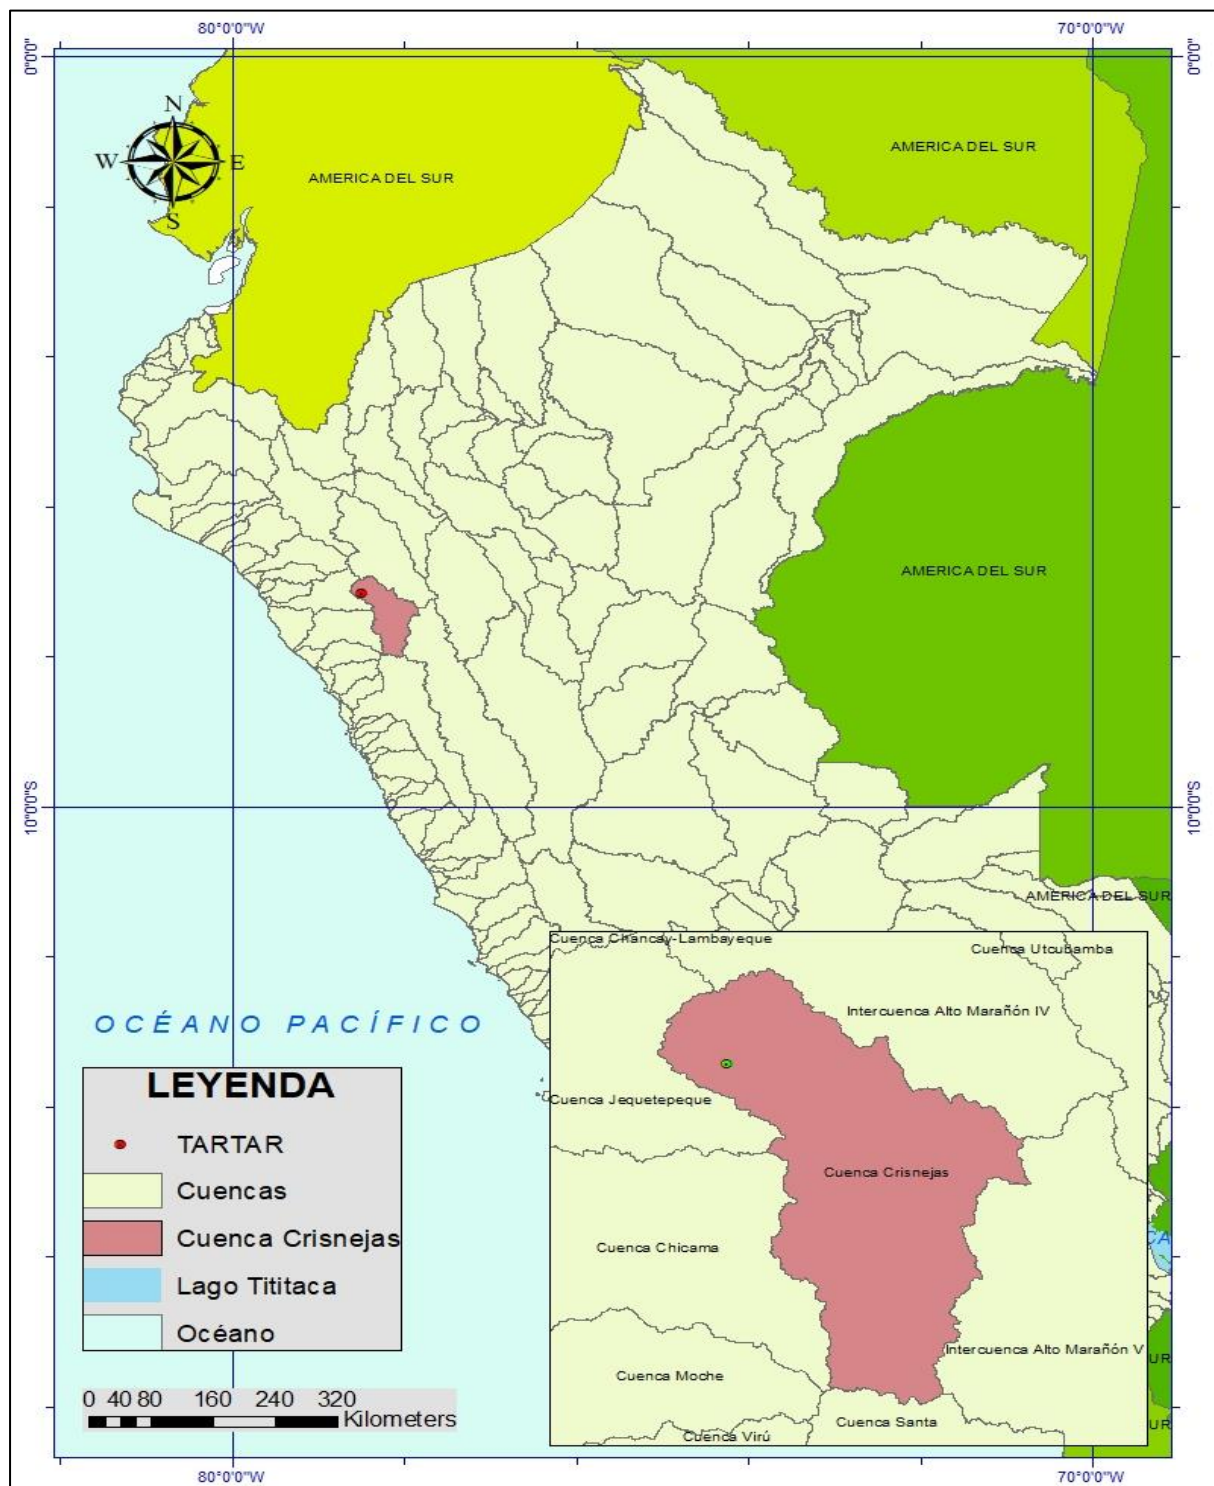 80°0'0"W 70°0'0"W
0°0'0" 0°0'0"
N
W E
S
AMERICA DEL SUR
AMERICA DEL SUR
AMERICA DEL SUR
10°0'0"S 10°0'0"S
AMERICA DEL SUR
OCÉANO PACÍFICO
LEYENDA
TARTAR
Cuencas
Cuenca Crisnejas
Lago Tititaca
Océano
0 40 80 160 240 320
Kilometers
Cuenca Chancay-Lambayeque
Cuenca Utcubamba
Intercuenca Alto Marañón IV
Cuenca Jequetepeque
Cuenca Crisnejas
Cuenca Chicama
Intercuenca Alto Marañón V
Cuenca Moche
Cuenca Santa
Cuenca Virú
CA
UR
UR
80°0'0"W 70°0'0"W